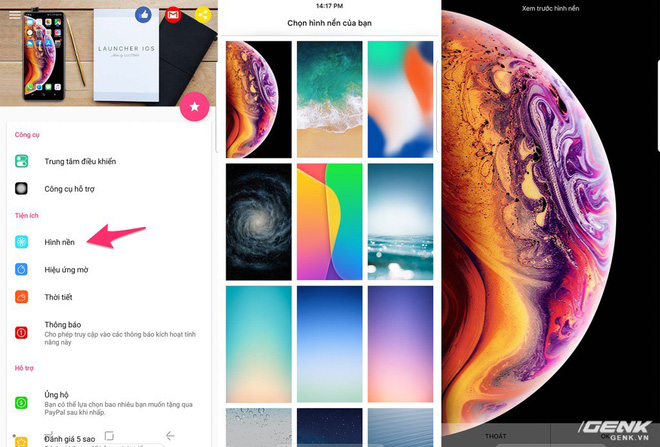 LAUNCHER IOS
Công cụ
Trung tâm điều khiển
Công cụ hỗ trợ
Tiện ích
Hình nền
Hiệu ứng mờ
Thời tiết
Thông báo
Cho phép truy cập vào các thông báo kích hoạt tính
năng này
Hỗ trợ
Ủng hộ
Bạn có thể lựa chọn bao nhiêu bạn muốn tặng qua
PayPal sau khi nhấp.
Đánh giá 5 sao
14:17 PM
Chọn hình nền của bạn
Xem trước hình nền
THOÁT
GENK
GENK.VN